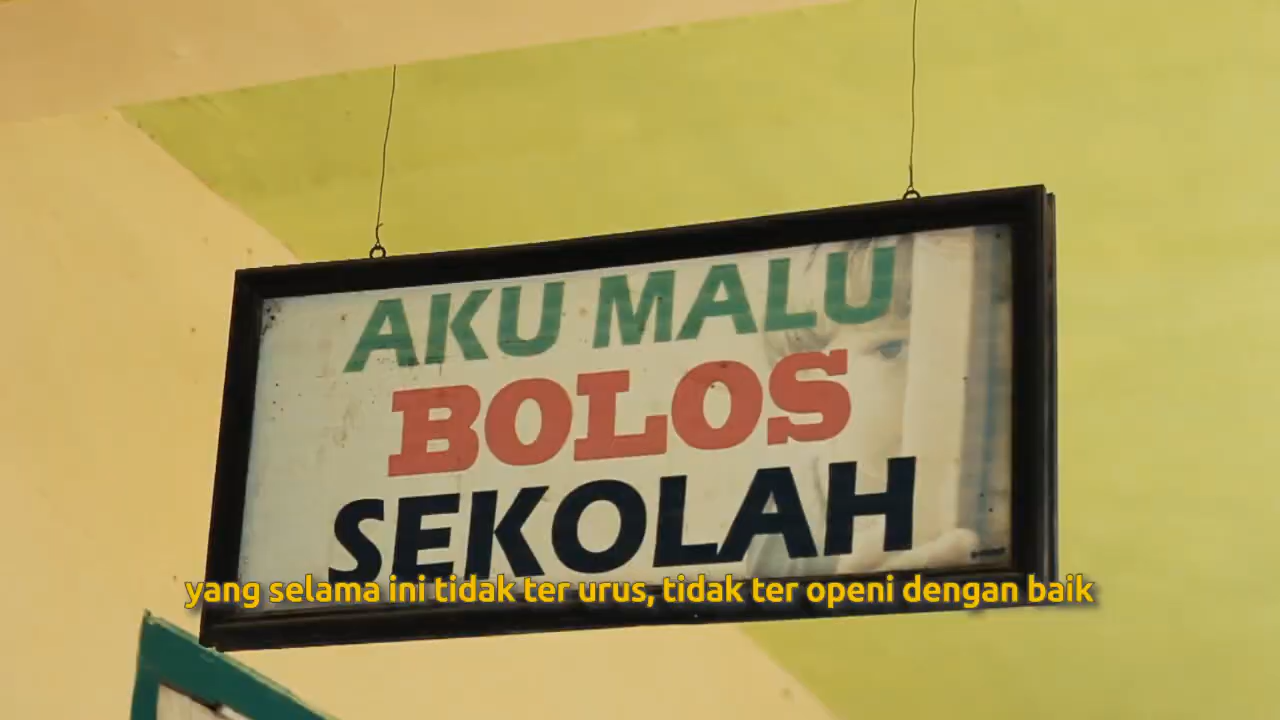 AKU MALU
BOLOS
SEKOLAH
yang selama ini tidak ter urus, tidak ter openi dengan baik